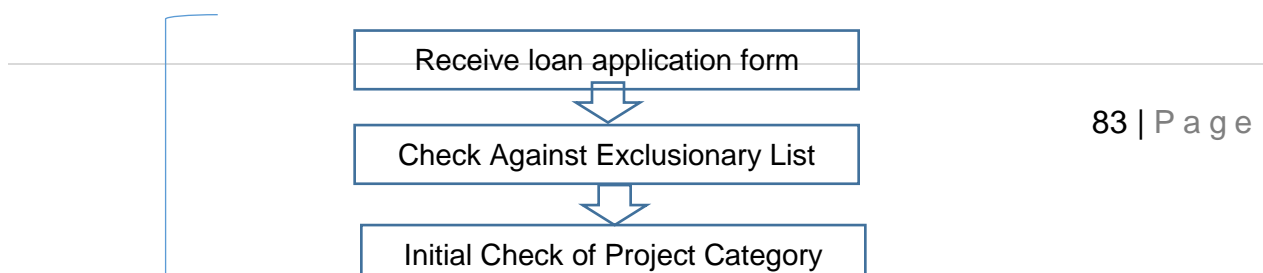 Receive loan application form
83 | P a g e
Check Against Exclusionary List
Initial Check of Project Category